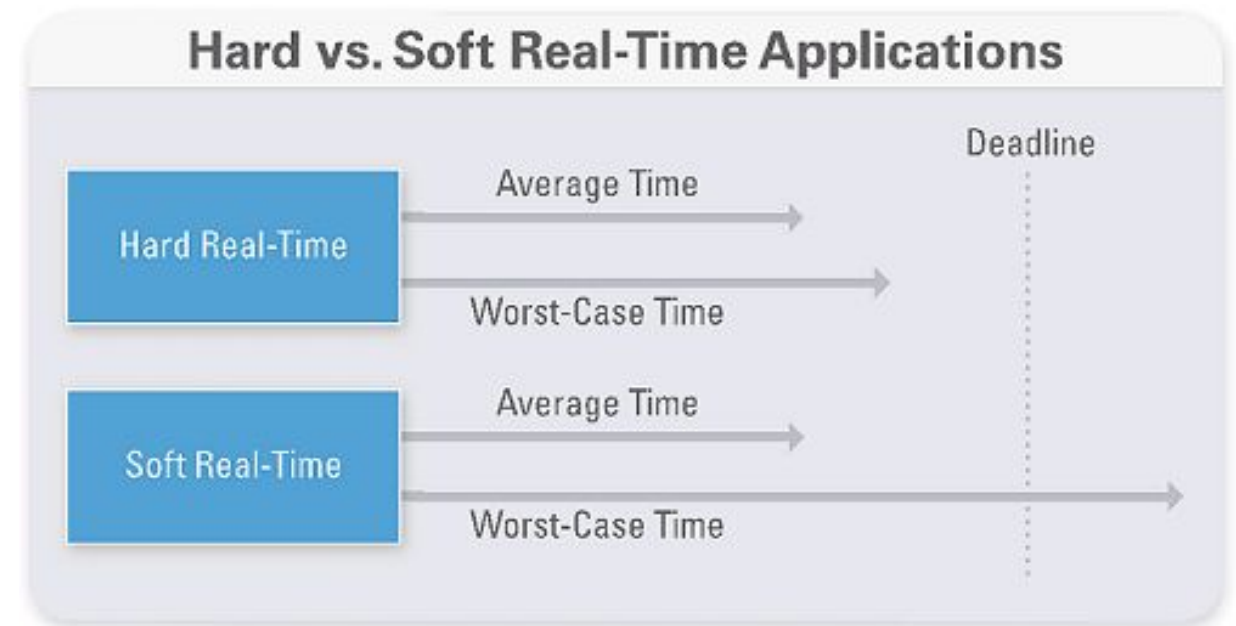 Hard vs. Soft Real-Time Applications
Deadline
Average Time
Hard Real-Time
Worst-Case Time
Average Time
Soft Real-Time
Worst-Case Time